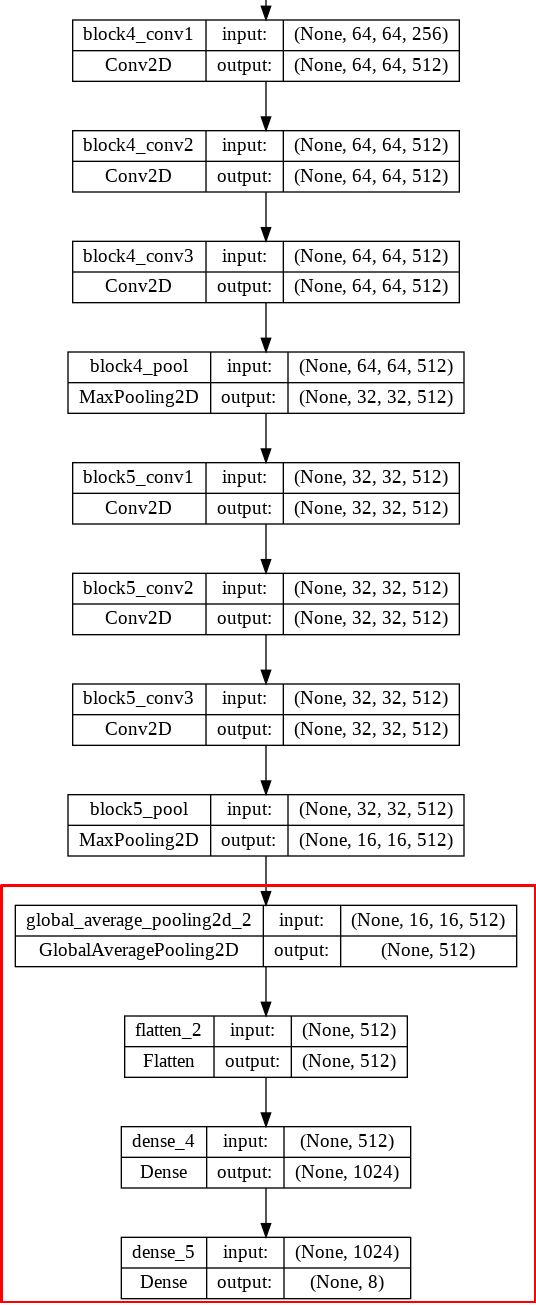 block4_conv1 input: (None, 64, 64, 256)
Conv2D output: (None, 64, 64, 512)
block4_conv2 input: (None, 64, 64, 512)
Conv2D output: (None, 64, 64, 512)
block4_conv3 input: (None, 64, 64, 512)
Conv2D output: (None, 64, 64, 512)
block4_pool input: (None, 64, 64, 512)
MaxPooling2D output: (None, 32, 32, 512)
block5_conv1 input: (None, 32, 32, 512)
Conv2D output: (None, 32, 32, 512)
block5_conv2 input: (None, 32, 32, 512)
Conv2D output: (None, 32, 32, 512)
block5_conv3 input: (None, 32, 32, 512)
Conv2D output: (None, 32, 32, 512)
block5_pool input: (None, 32, 32, 512)
MaxPooling2D output: (None, 16, 16, 512)
global_average_pooling2d_2 input: (None, 16, 16, 512)
GlobalAveragePooling2D output: (None, 512)
flatten_2 input: (None, 512)
Flatten output: (None, 512)
dense_4 input: (None, 512)
Dense output: (None, 1024)
dense_5 input: (None, 1024)
Dense output: (None, 8)